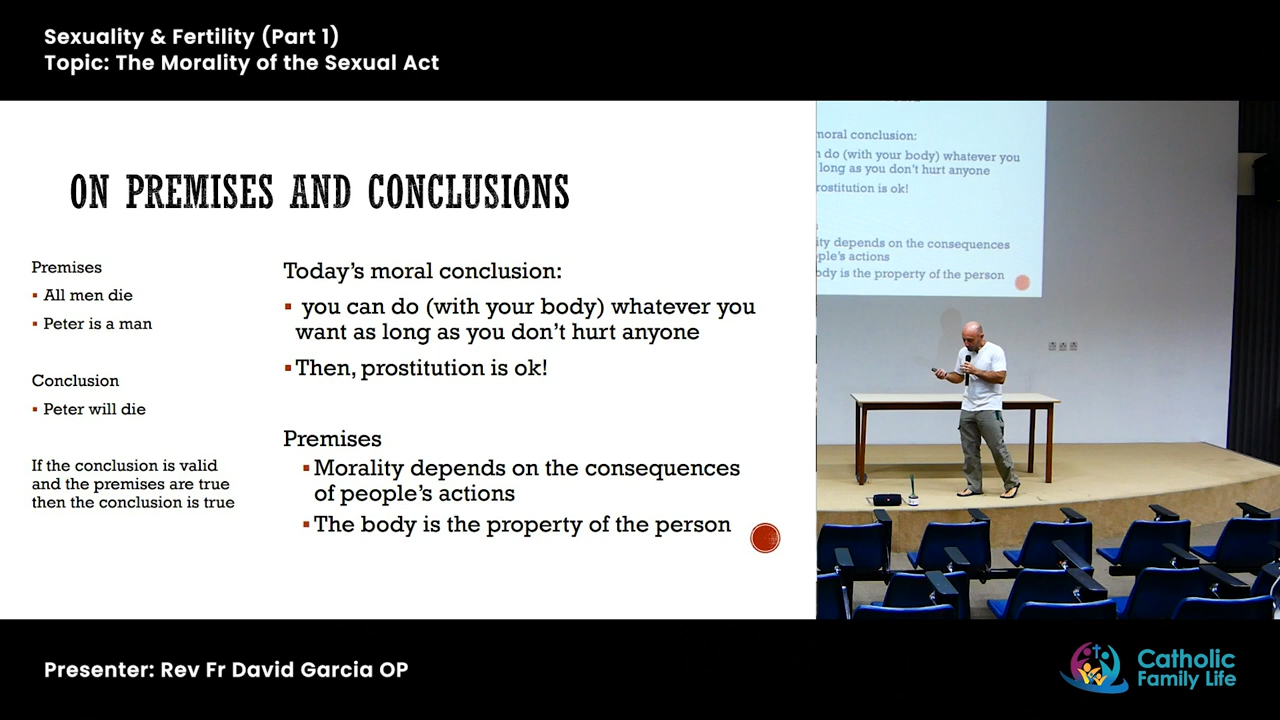 Sexuality & Fertility (Part 1)
Topic: The Morality of the Sexual Act
ON PREMISES AND CONCLUSIONS
Premises
All men die
Peter is a man
Conclusion
Peter will die
If the conclusion is valid
and the premises are true
then the conclusion is true
Today's moral conclusion:
you can do (with your body) whatever you
want as long as you don't hurt anyone
Then, prostitution is ok!
Premises
Morality depends on the consequences
of people's actions
The body is the property of the person
moral conclusion:
do (with your body) whatever you
long as you don't hurt anyone
rostitution is ok!
ity depends on the consequences
ple's actions
ody is the property of the person
Presenter: Rev Fr David Garcia OP
Catholic
Family Life